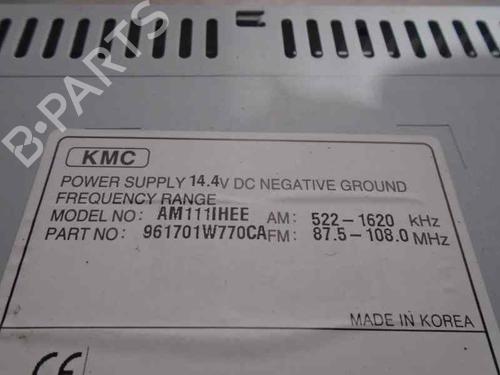 B-PARTS
KMC
POWER SUPPLY 14.4V DC NEGATIVE GROUND
FREQUENCY RANGE
MODEL NO: AM111IHEE AM: 522-1620 kHz
PART NO: 961701W770CA FM: 87.5-108.0 MHz
MADE IN KOREA
CE